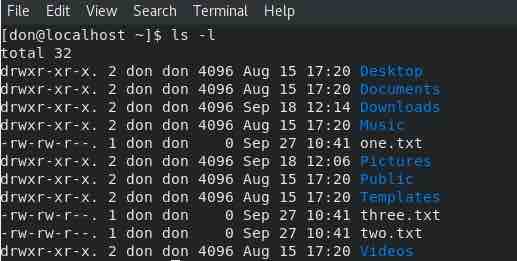 File Edit View Search Terminal Help
[don@localhost ~]$ ls -l
total 32
drwxr-xr-x. 2 don don 4096 Aug 15 17:20 Desktop
drwxr-xr-x. 2 don don 4096 Aug 15 17:20 Documents
drwxr-xr-x. 2 don don 4096 Sep 18 12:14 Downloads
drwxr-xr-x. 2 don don 4096 Aug 15 17:20 Music
-rw-rw-r--. 1 don don    0 Sep 27 10:41 one.txt
drwxr-xr-x. 2 don don 4096 Sep 18 12:06 Pictures
drwxr-xr-x. 2 don don 4096 Aug 15 17:20 Public
drwxr-xr-x. 2 don don 4096 Aug 15 17:20 Templates
-rw-rw-r--. 1 don don    0 Sep 27 10:41 three.txt
-rw-rw-r--. 1 don don    0 Sep 27 10:41 two.txt
drwxr-xr-x. 2 don don 4096 Aug 15 17:20 Videos